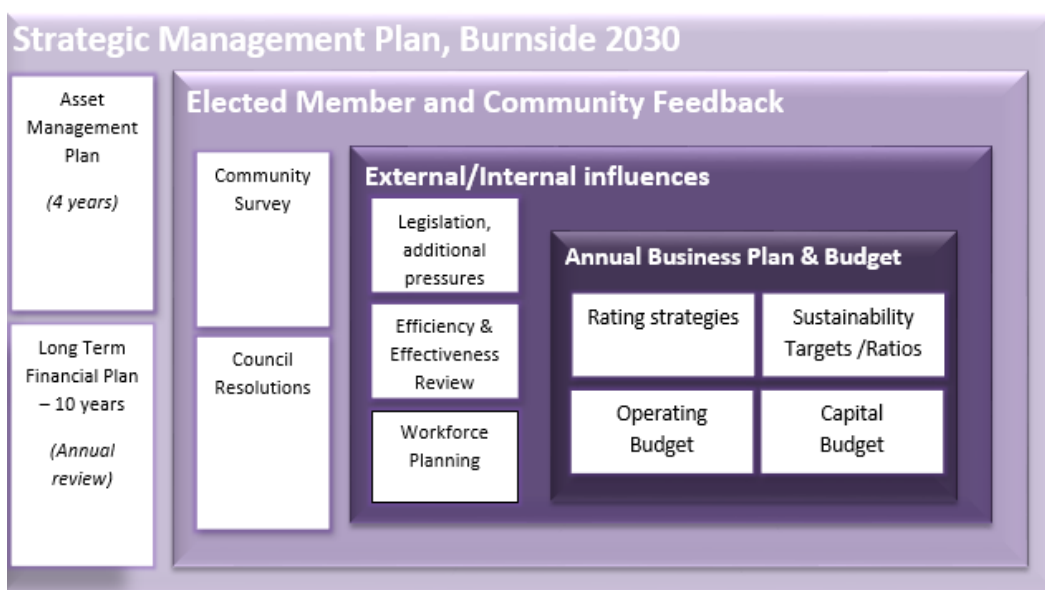 Strategic Management Plan, Burnside 2030
Asset
Management
Plan
(4 years)
Long Term
Financial Plan
– 10 years
(Annual
review)
Elected Member and Community Feedback
Community
Survey
Council
Resolutions
External/Internal influences
Legislation,
additional
pressures
Efficiency &
Effectiveness
Review
Workforce
Planning
Annual Business Plan & Budget
Rating strategies
Sustainability
Targets /Ratios
Operating
Budget
Capital
Budget